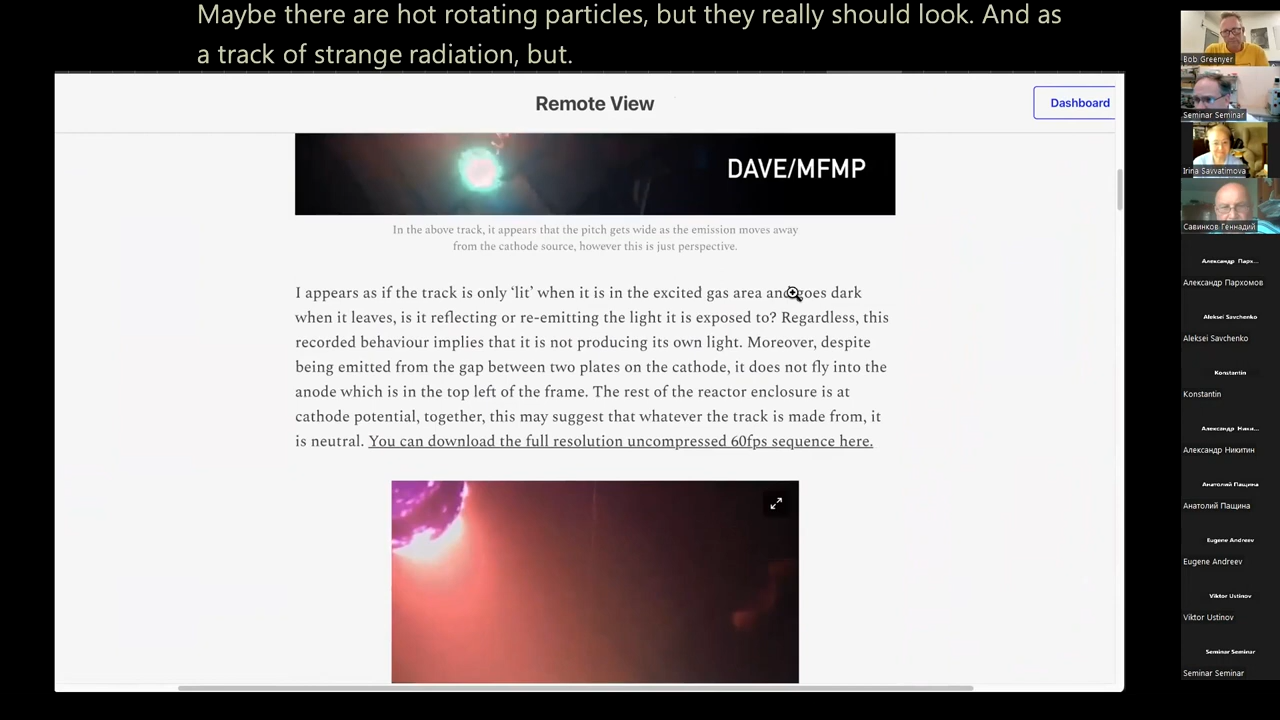 Maybe there are hot rotating particles, but they really should look. And as
a track of strange radiation, but.
Remote View
Dashboard
DAVE/MFMP
In the above track, it appears that the pitch gets wide as the emission moves away
from the cathode source, however this is just perspective.
I appears as if the track is only ‘lit’ when it is in the excited gas area and goes dark
when it leaves, is it reflecting or re-emitting the light it is exposed to? Regardless, this
recorded behaviour implies that it is not producing its own light. Moreover, despite
being emitted from the gap between two plates on the cathode, it does not fly into the
anode which is in the top left of the frame. The rest of the reactor enclosure is at
cathode potential, together, this may suggest that whatever the track is made from, it
is neutral. You can download the full resolution uncompressed 60fps sequence here.
Bob Greenyer
Seminar Seminar
Irina Savvatimova
Савинков Геннадий
Александр Парх...
Александр Пархомов
Aleksei Savchenko
Aleksei Savchenko
Konstantin
Konstantin
Александр Ники...
Александр Никитин
Анатолий Пащина
Анатолий Пащина
Eugene Andreev
Eugene Andreev
Viktor Ustinov
Viktor Ustinov
Seminar Seminar
Seminar Seminar